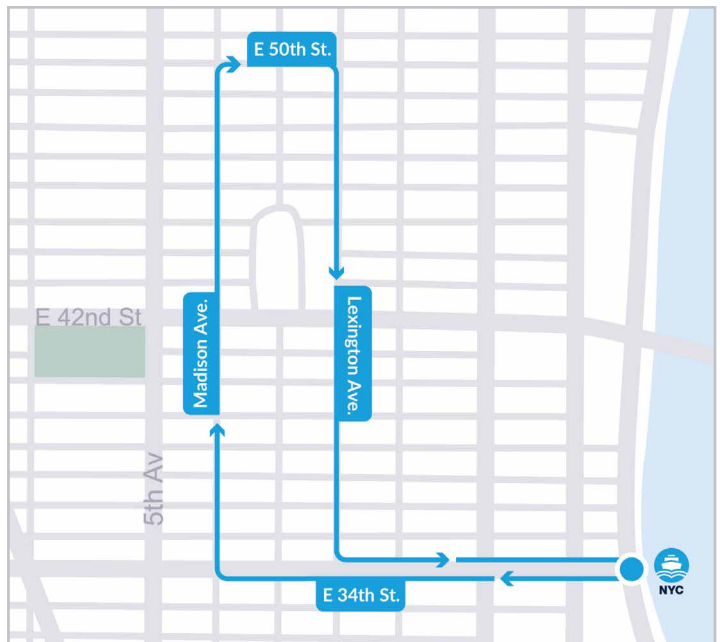 E 50th St.
Madison Ave.
Lexington Ave.
E 42nd St
5th Av
E 34th St.
NYC